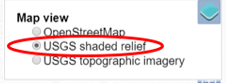 Map view
OpenStreetMap
USGS shaded relief
USGS topographic imagery